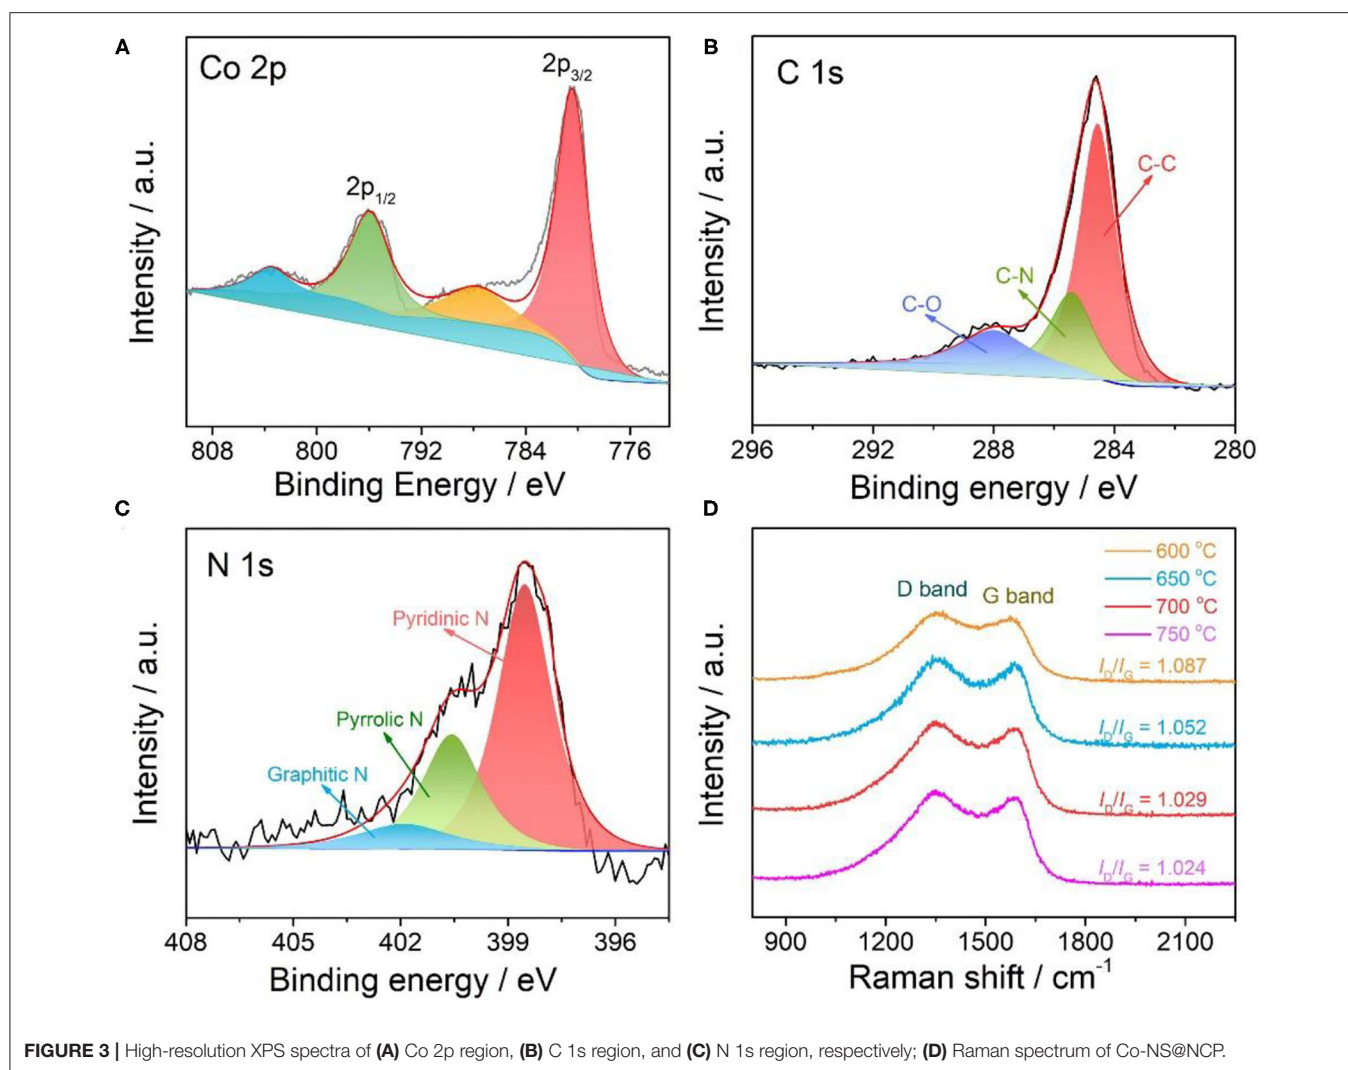 A
Co 2p
2p3/2
2p1/2
Intensity / a.u.
808 800 792 784 776
Binding Energy / eV
B
C 1s
C-C
C-N
C-O
Intensity / a.u.
296 292 288 284 280
Binding energy / eV
C
N 1s
Pyridinic N
Pyrrolic N
Graphitic N
Intensity / a.u.
408 405 402 399 396
Binding energy / eV
D
600 °C
650 °C
700 °C
750 °C
D band
G band
ID/IG = 1.087
ID/IG = 1.052
ID/IG = 1.029
ID/IG = 1.024
Intensity / a.u.
900 1200 1500 1800 2100
Raman shift / cm-1
FIGURE 3 | High-resolution XPS spectra of (A) Co 2p region, (B) C 1s region, and (C) N 1s region, respectively; (D) Raman spectrum of Co-NS@NCP.